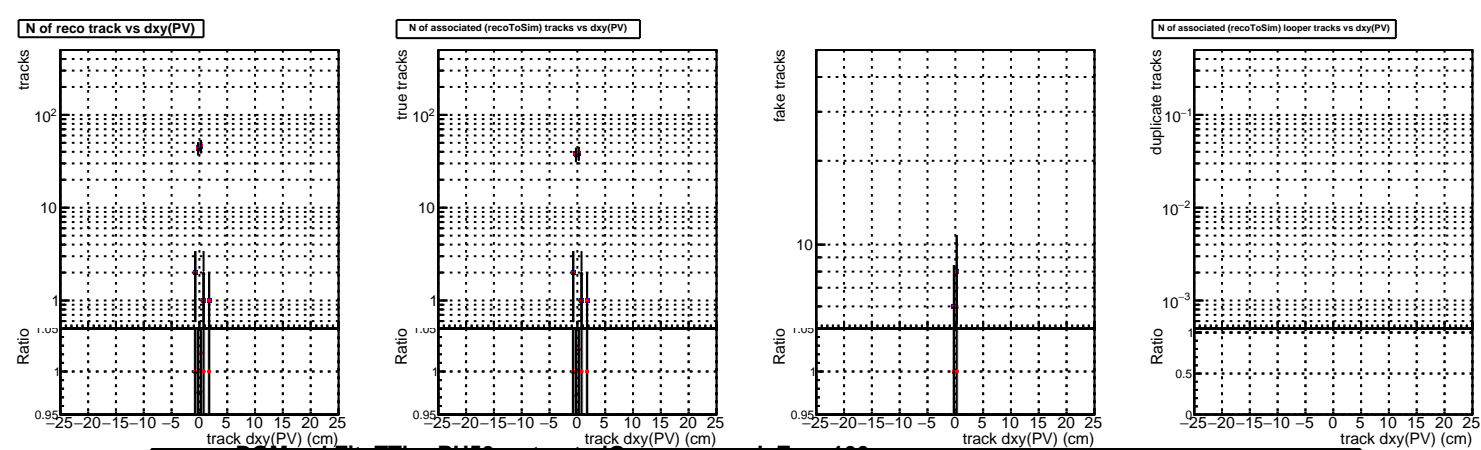 N of reco track vs dxy(PV)
tracks
10²
10
1
1.05
Ratio
1
0.95
−25 −20 −15 −10 −5 0 5 10 15 20 25
track dxy(PV) (cm)
N of associated (recoToSim) tracks vs dxy(PV)
true tracks
10²
10
1
1.05
Ratio
1
0.95
−25 −20 −15 −10 −5 0 5 10 15 20 25
track dxy(PV) (cm)
fake tracks
10
1.05
Ratio
1
0.95
−25 −20 −15 −10 −5 0 5 10 15 20 25
track dxy(PV) (cm)
N of associated (recoToSim) looper tracks vs dxy(PV)
duplicate tracks
10⁻¹
10⁻²
10⁻³
Ratio
1
0.5
0
−25 −20 −15 −10 −5 0 5 10 15 20 25
track dxy(PV) (cm)